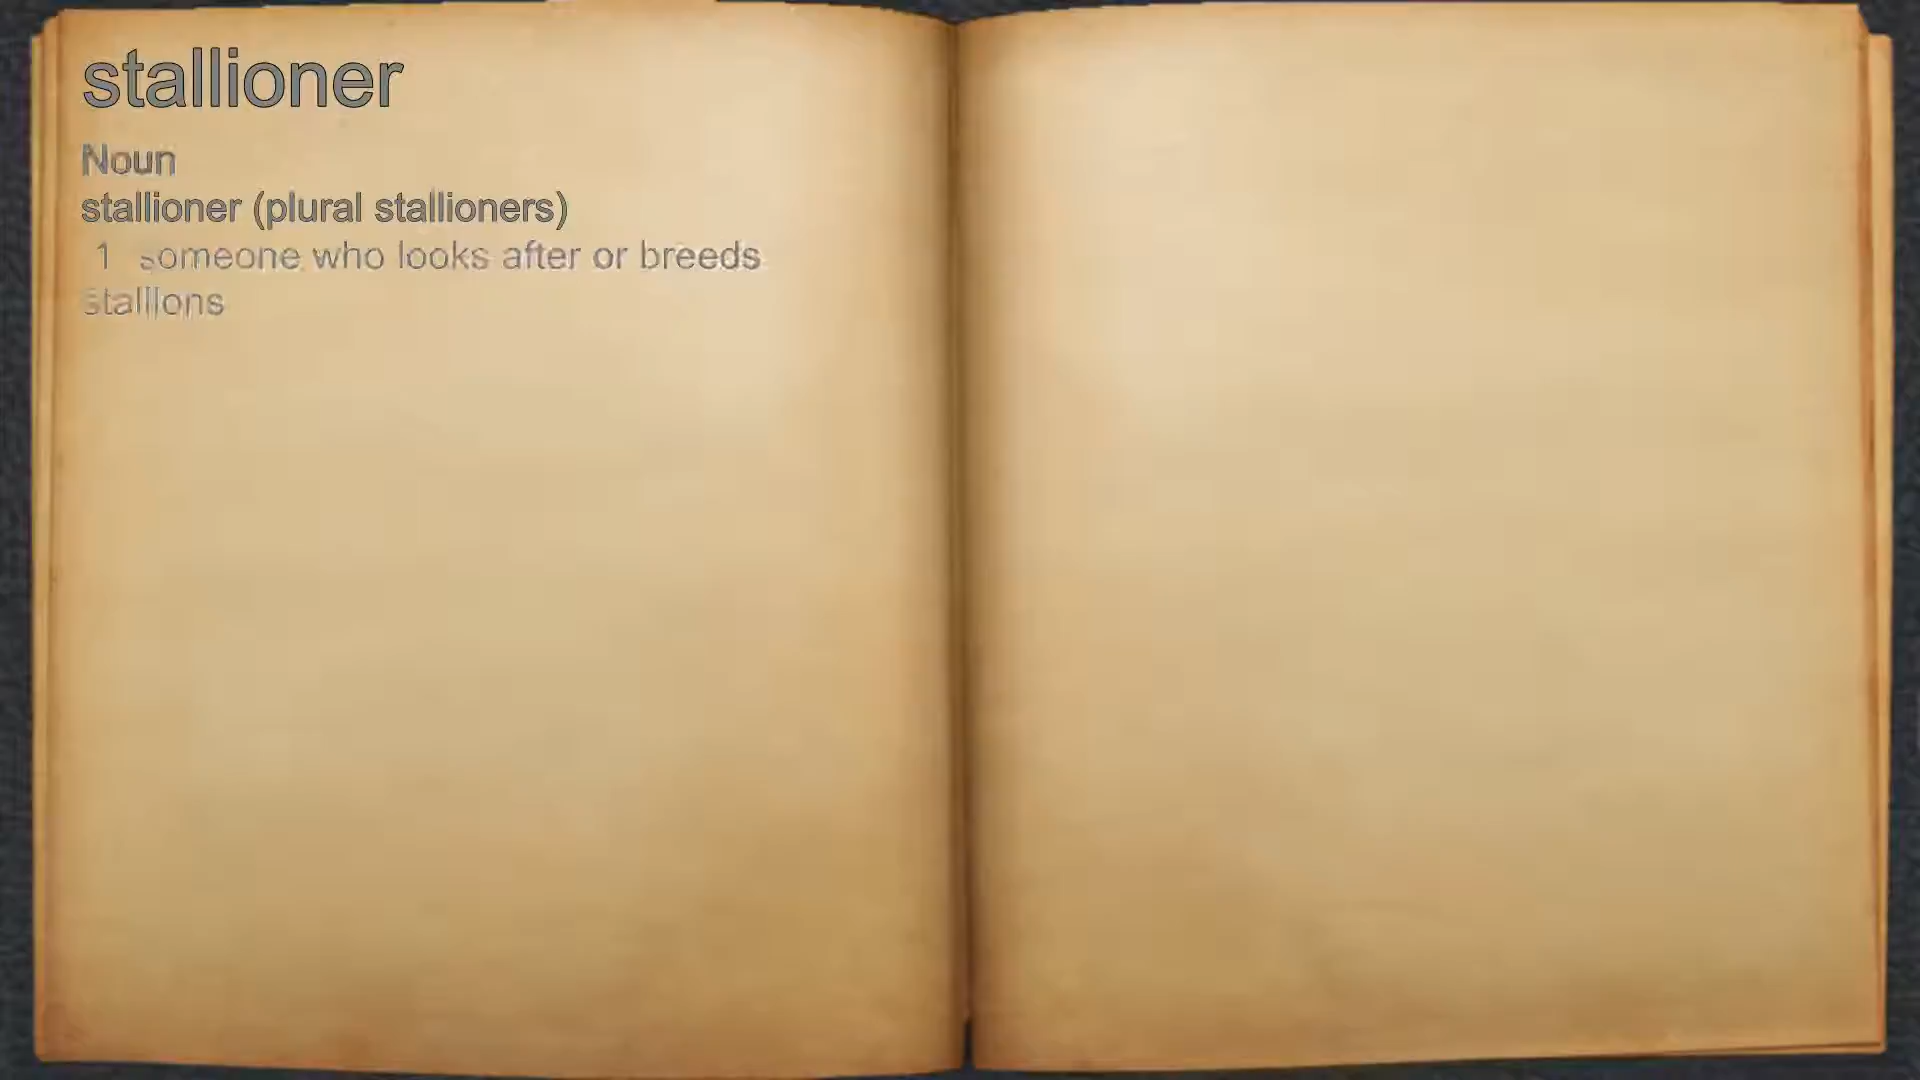 stallioner
Noun
stallioner (plural stallioners)
1 someone who looks after or breeds
stallions